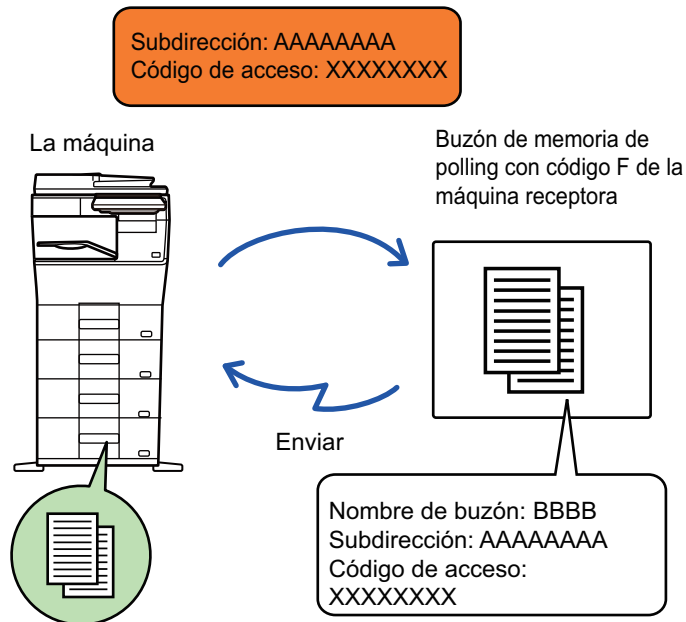 Subdirección: AAAAAAAA
Código de acceso: XXXXXXXX
La máquina
Buzón de memoria de
polling con código F de la
máquina receptora
Enviar
Nombre de buzón: BBBB
Subdirección: AAAAAAAA
Código de acceso:
XXXXXXXX